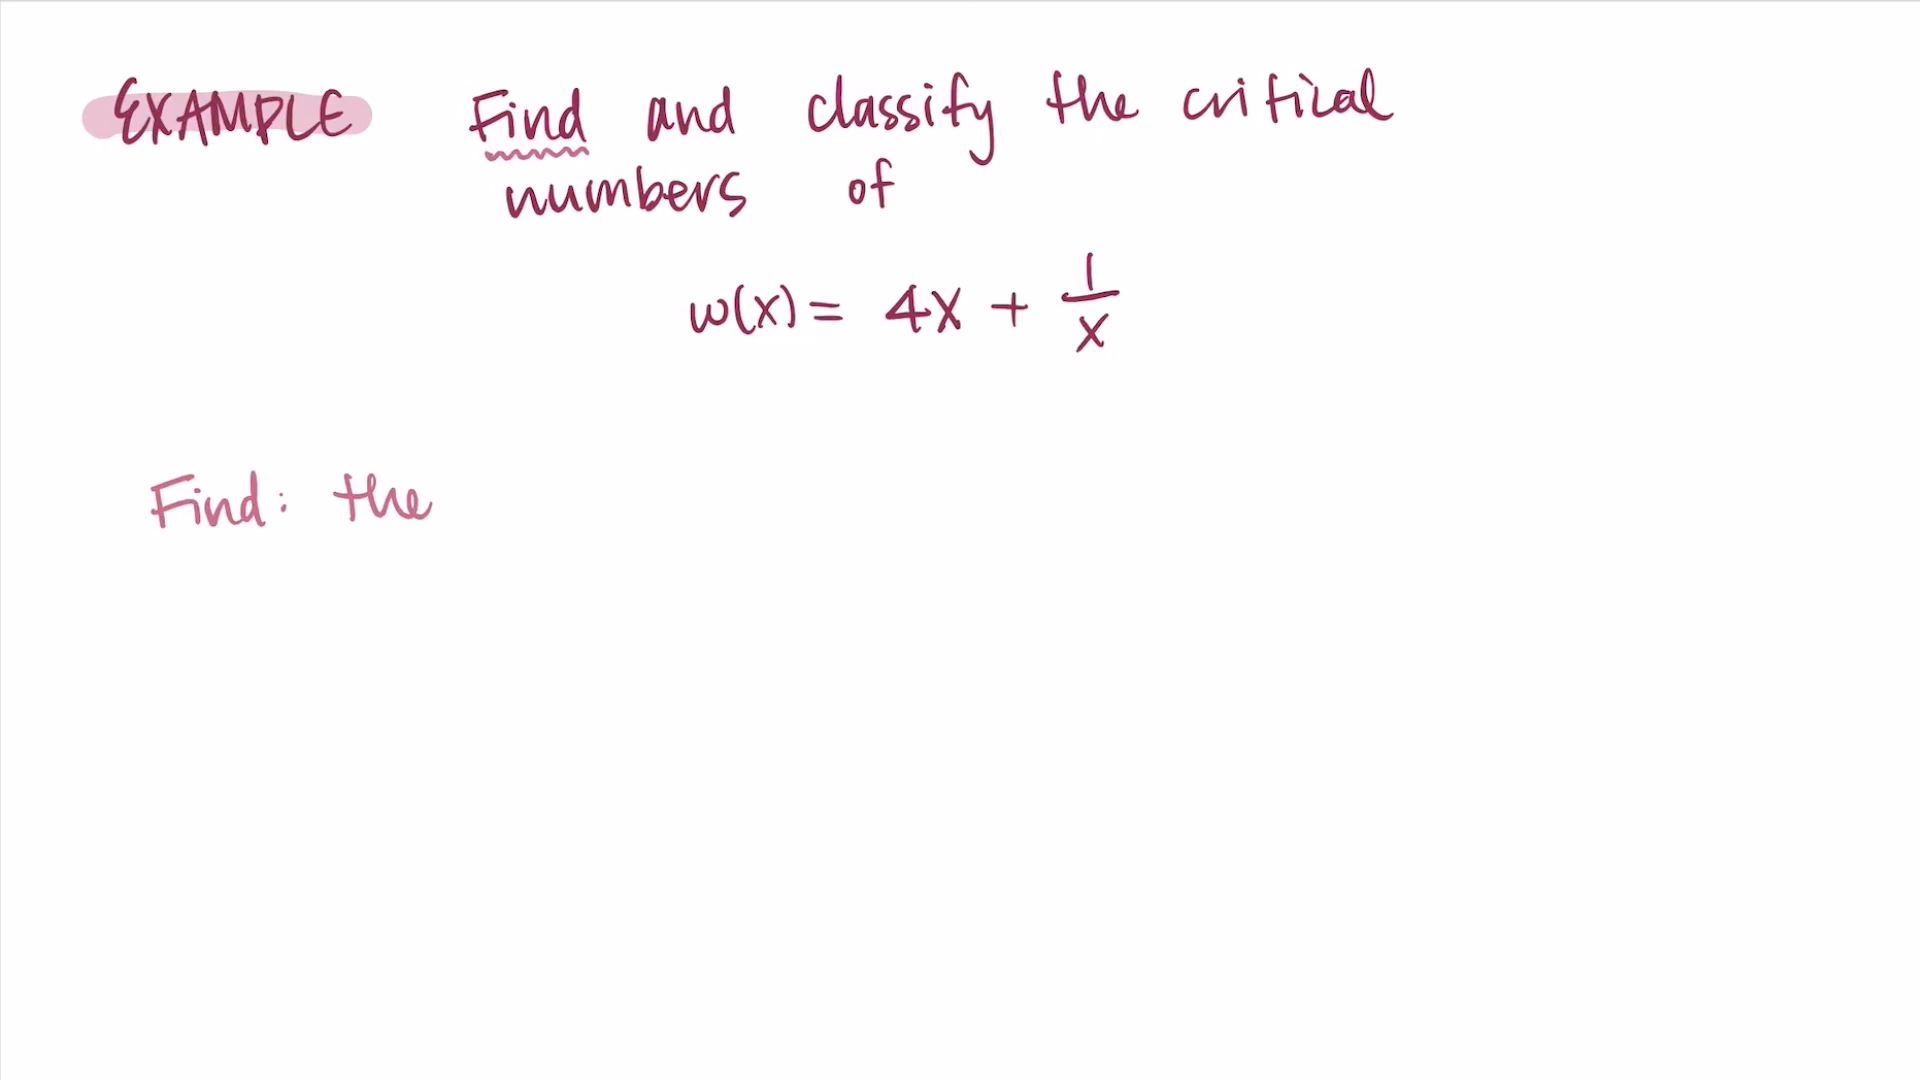 EXAMPLE Find and classify the critical
numbers of
w(x) = 4x + 1/x
Find: the